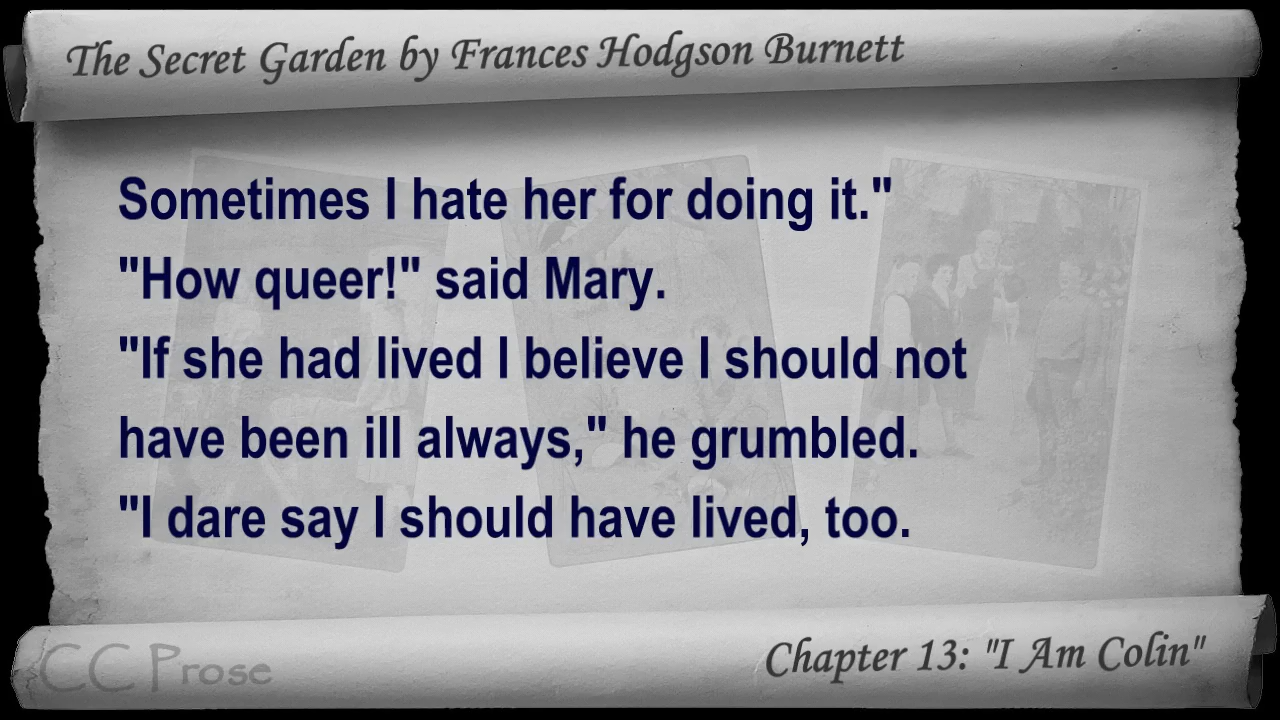 The Secret Garden by Frances Hodgson Burnett
Sometimes I hate her for doing it."
"How queer!" said Mary.
"If she had lived I believe I should not
have been ill always," he grumbled.
"I dare say I should have lived, too.
CC Prose
Chapter 13: "I Am Colin"